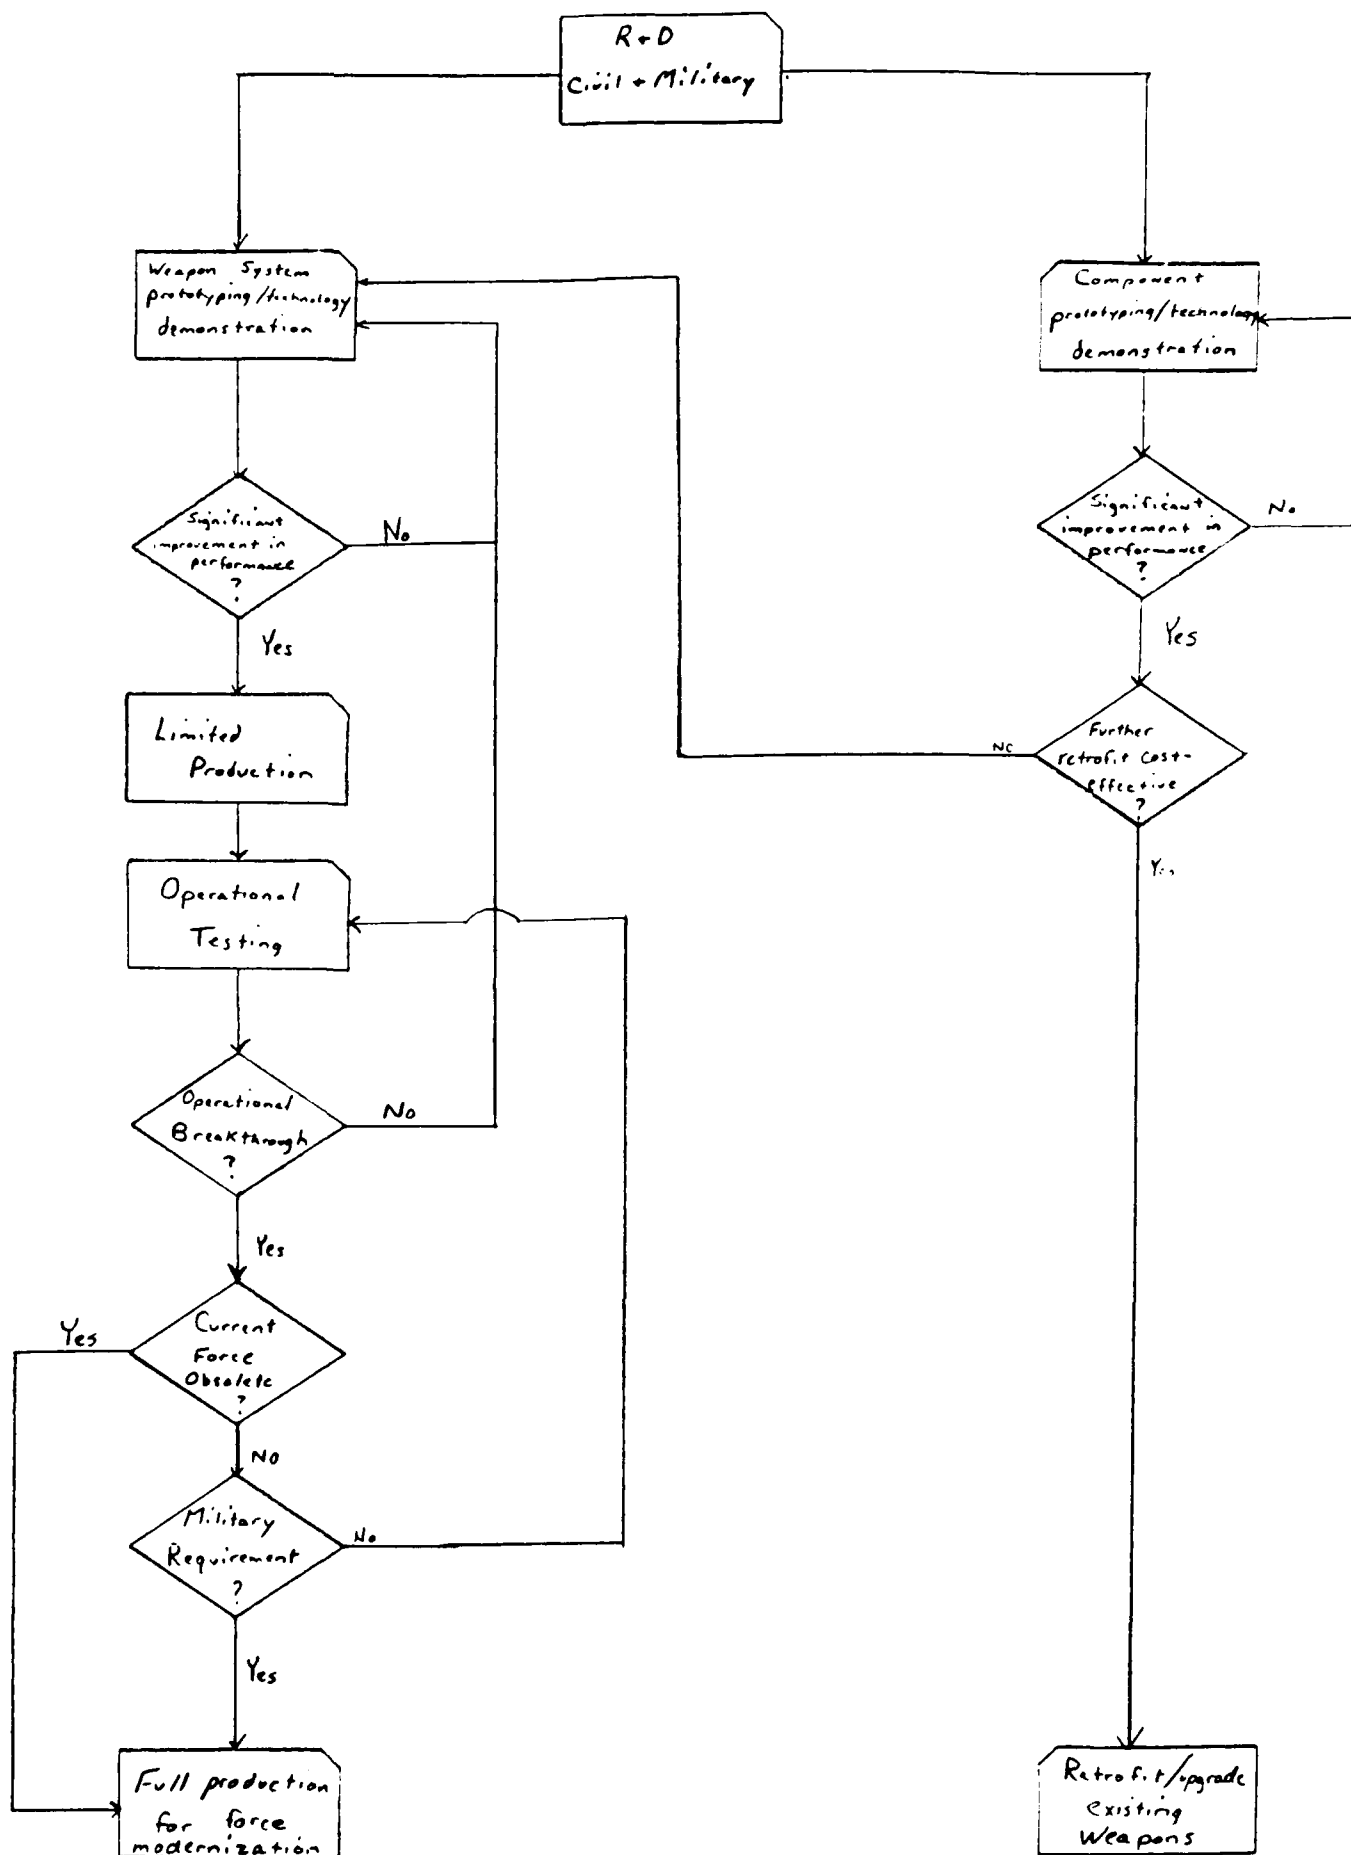 R+D
Civil + Military
Weapon System
prototyping/technology
demonstration
Component
prototyping/technology
demonstration
Significant
improvement in
performance
?
No
Yes
Significant
improvement in
performance
?
No
Yes
Limited
Production
Further
retrofit cost-
effective
?
No
Yes
Operational
Testing
Operational
Breakthrough
?
No
Yes
Current
Force
Obsolete
?
Yes
No
Military
Requirement
?
No
Yes
Full production
for force
modernization
Retrofit/upgrade
existing
Weapons